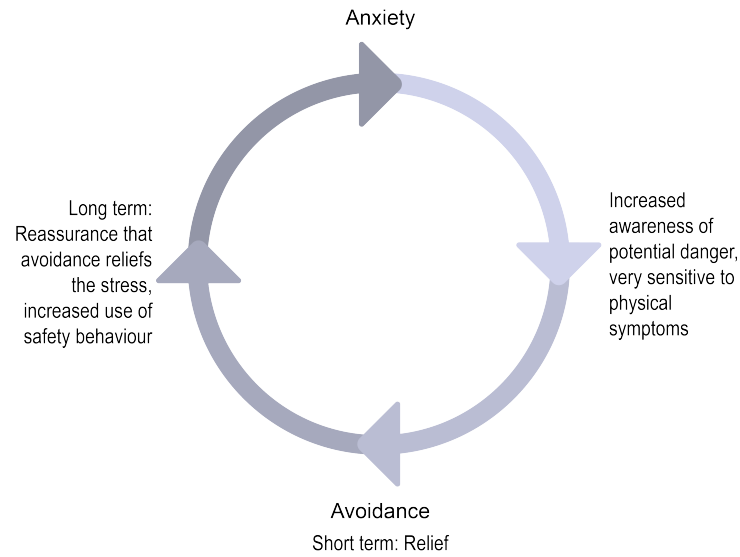 Anxiety
Increased
awareness of
potential danger,
very sensitive to
physical
symptoms
Avoidance
Short term: Relief
Long term:
Reassurance that
avoidance reliefs
the stress,
increased use of
safety behaviour